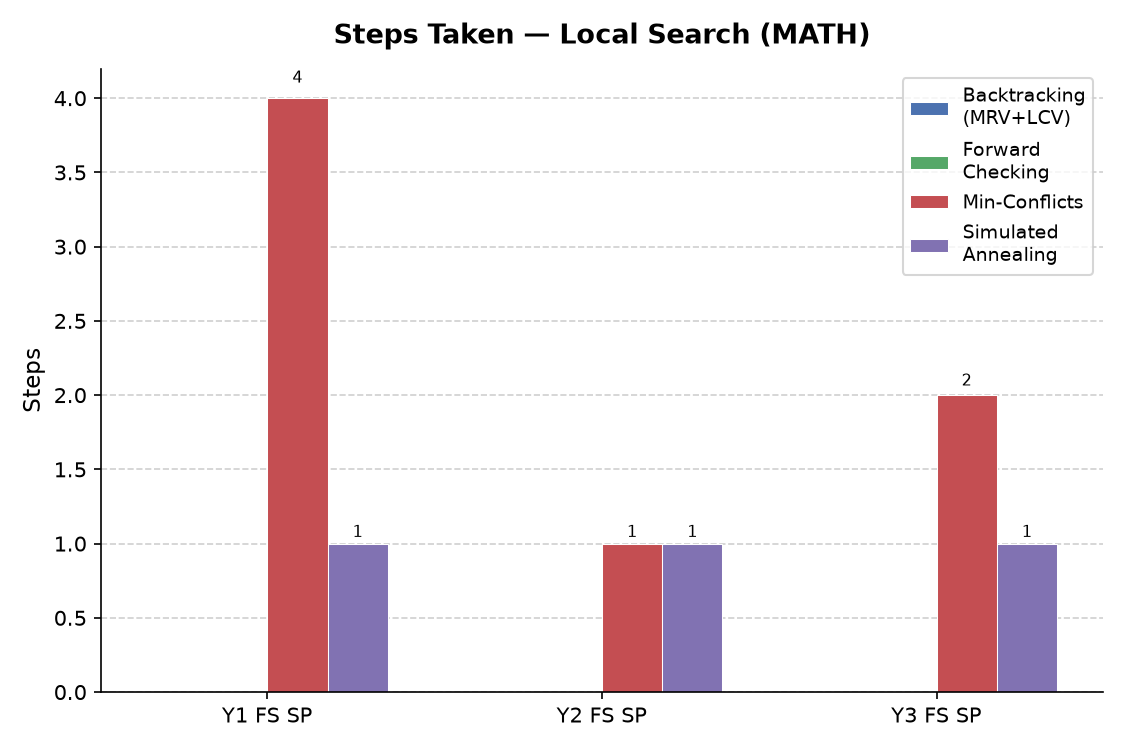 Steps Taken — Local Search (MATH)
Steps
4.0
3.5
3.0
2.5
2.0
1.5
1.0
0.5
0.0
4
1
1
1
2
1
Y1 FS SP
Y2 FS SP
Y3 FS SP
Backtracking
(MRV+LCV)
Forward
Checking
Min-Conflicts
Simulated
Annealing